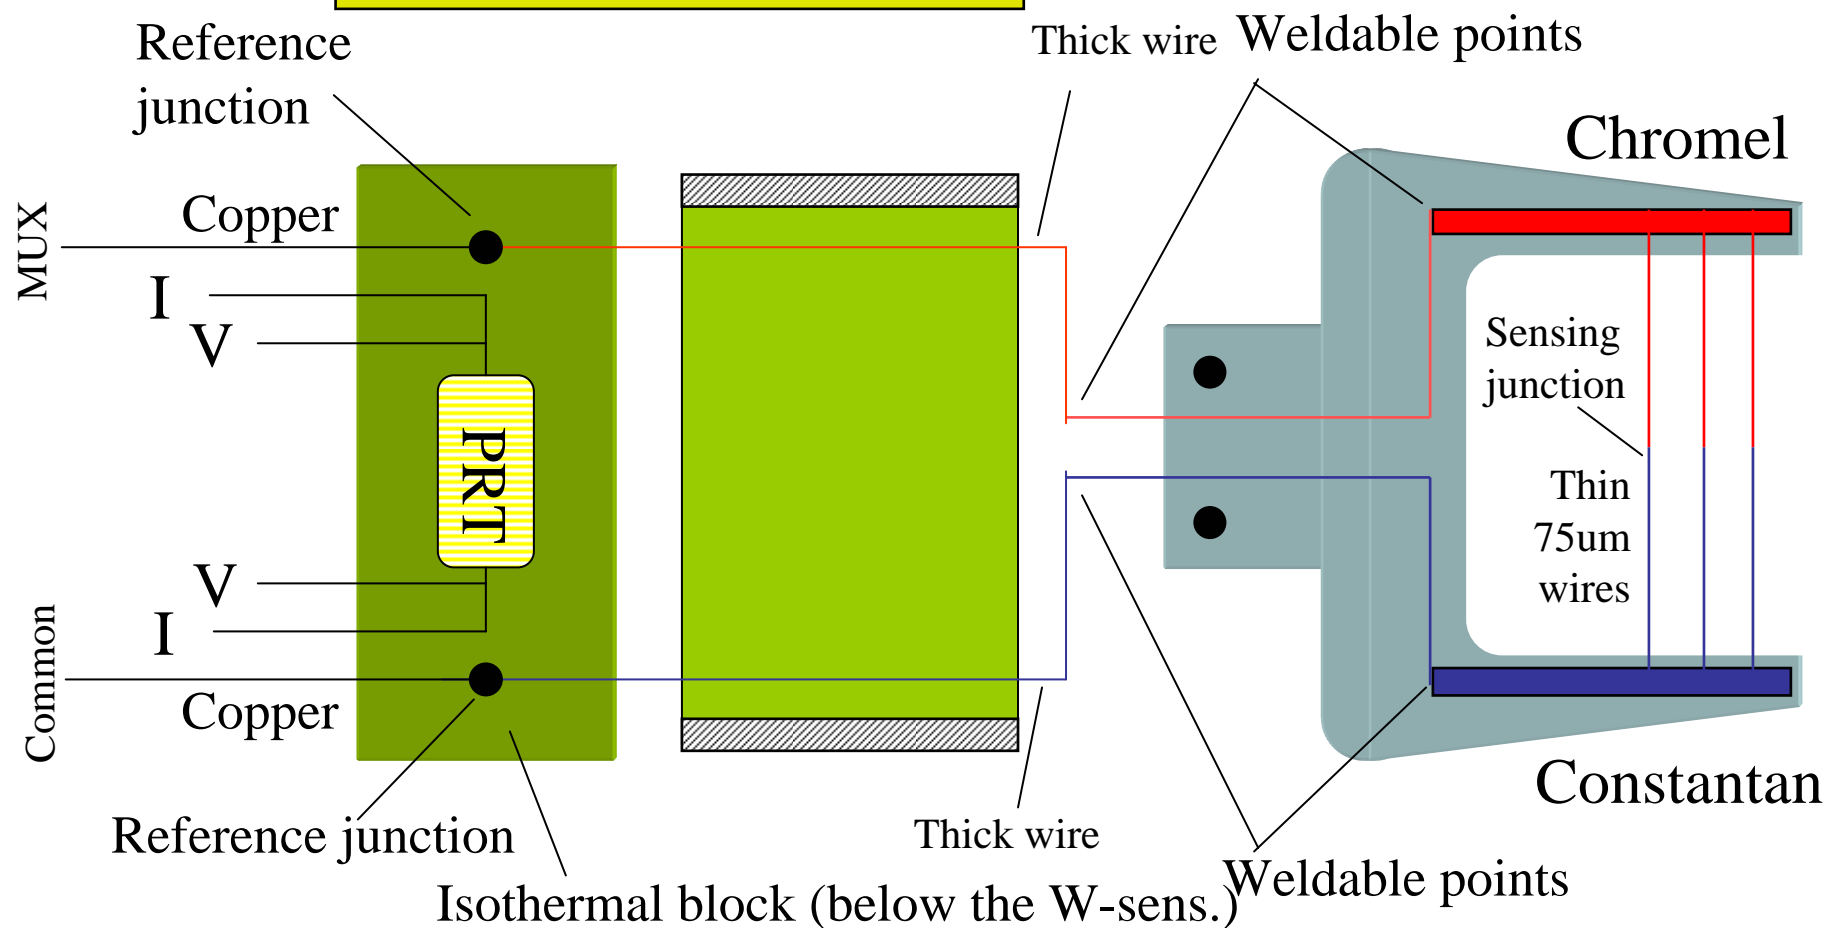 Reference
junction
Thick wire
Weldable points
Chromel
MUX
Copper
I
V
PRT
Sensing
junction
Thin
75um
wires
V
I
Common
Copper
Constantan
Reference junction
Thick wire
Weldable points
Isothermal block (below the W-sens.)